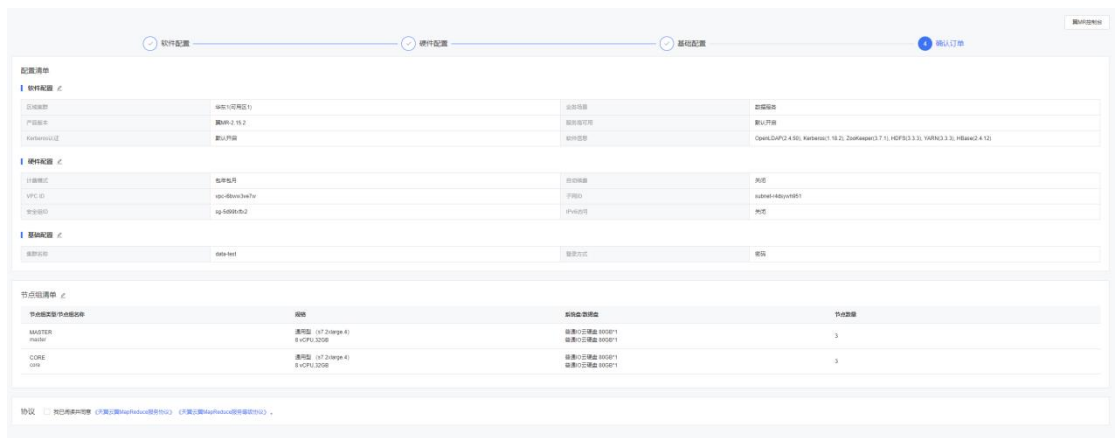 翼MR控制台
软件配置 硬件配置 基础配置 4 确认订单
配置清单
软件配置
区域集群 华东1(可用区1) 业务场景 数据服务
产品版本 翼MR-2.15.2 服务高可用 默认开启
Kerberos认证 默认开启 软件信息 OpenLDAP(2.4.50), Kerberos(1.18.2), ZooKeeper(3.7.1), HDFS(3.3.3), YARN(3.3.3), HBase(2.4.12)
硬件配置
计费模式 包年包月 关闭
VPC ID 子网ID
安全组ID IPv6访问 关闭
基础配置
集群名称 data-test 登录方式 密码
节点组清单
节点组类型/节点组名称 规格 系统盘/数据盘 节点数量
MASTER 通用型 (s7.2xlarge.4) 普通IO云硬盘:80GB*1 3
master 8 vCPU,32GB 普通IO云硬盘:80GB*1
CORE 通用型 (s7.2xlarge.4) 普通IO云硬盘:80GB*1 3
core 8 vCPU,32GB 普通IO云硬盘:80GB*1
协议 我已阅读并同意 《天翼云翼MapReduce服务协议》 《天翼云翼MapReduce服务等级协议》 。